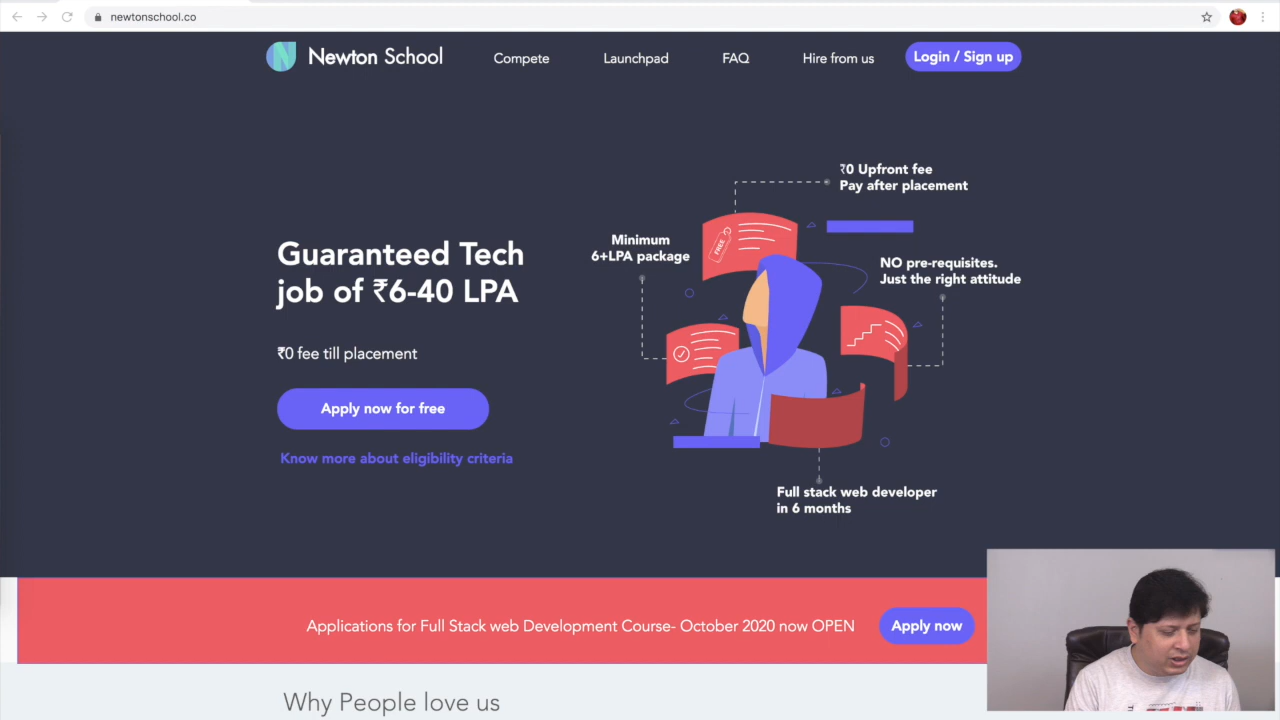 newtonschool.co
Newton School
Compete
Launchpad
FAQ
Hire from us
Login / Sign up
₹0 Upfront fee
Pay after placement
Minimum
6+LPA package
FREE
NO pre-requisites.
Just the right attitude
Guaranteed Tech
job of ₹6-40 LPA
₹0 fee till placement
Apply now for free
Know more about eligibility criteria
Full stack web developer
in 6 months
Applications for Full Stack web Development Course- October 2020 now OPEN
Apply now
Why People love us